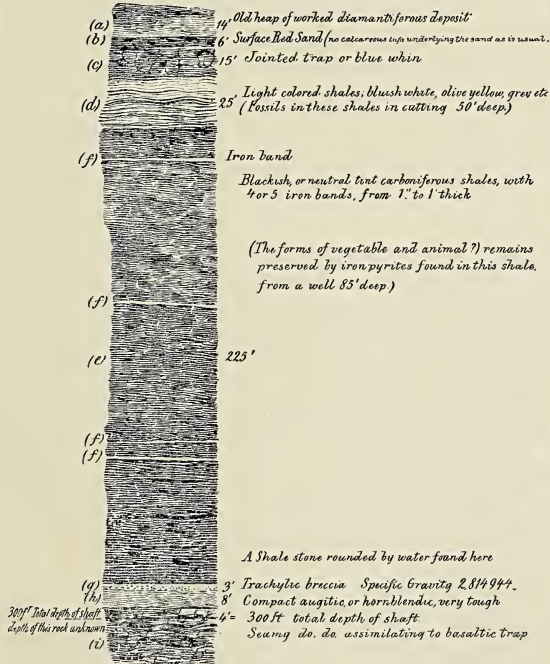 (a) 14' Old heap of worked diamantiferous deposit
(b) 6' Surface Red Sand (no calcareous tufa underlying the sand as is usual.
(c) 15' Jointed trap or blue whin
(d) 25' Light colored shales; bluish white, olive yellow, grey etc
(Fossils in these shales in cutting 50' deep.)
(f) Iron band
Blackish, or neutral tint carboniferous shales, with
4 or 5 iron bands, from 1." to 1' thick
(The forms of vegetable and animal ?) remains
preserved by iron pyrites found in this shale,
from a well 85' deep.)
(f)
(e) 225'
(f)
(f)
A Shale stone rounded by water found here
(g) 3' Trachylic breccia Specific Gravity 2,814944.
(h) 8' Compact augitic, or hornblendic, very tough
300ft Total depth of shaft 4' = 300 ft total depth of shaft.
depth of this rock unknown Seamy do. do. assimilating to basaltic trap
(i)